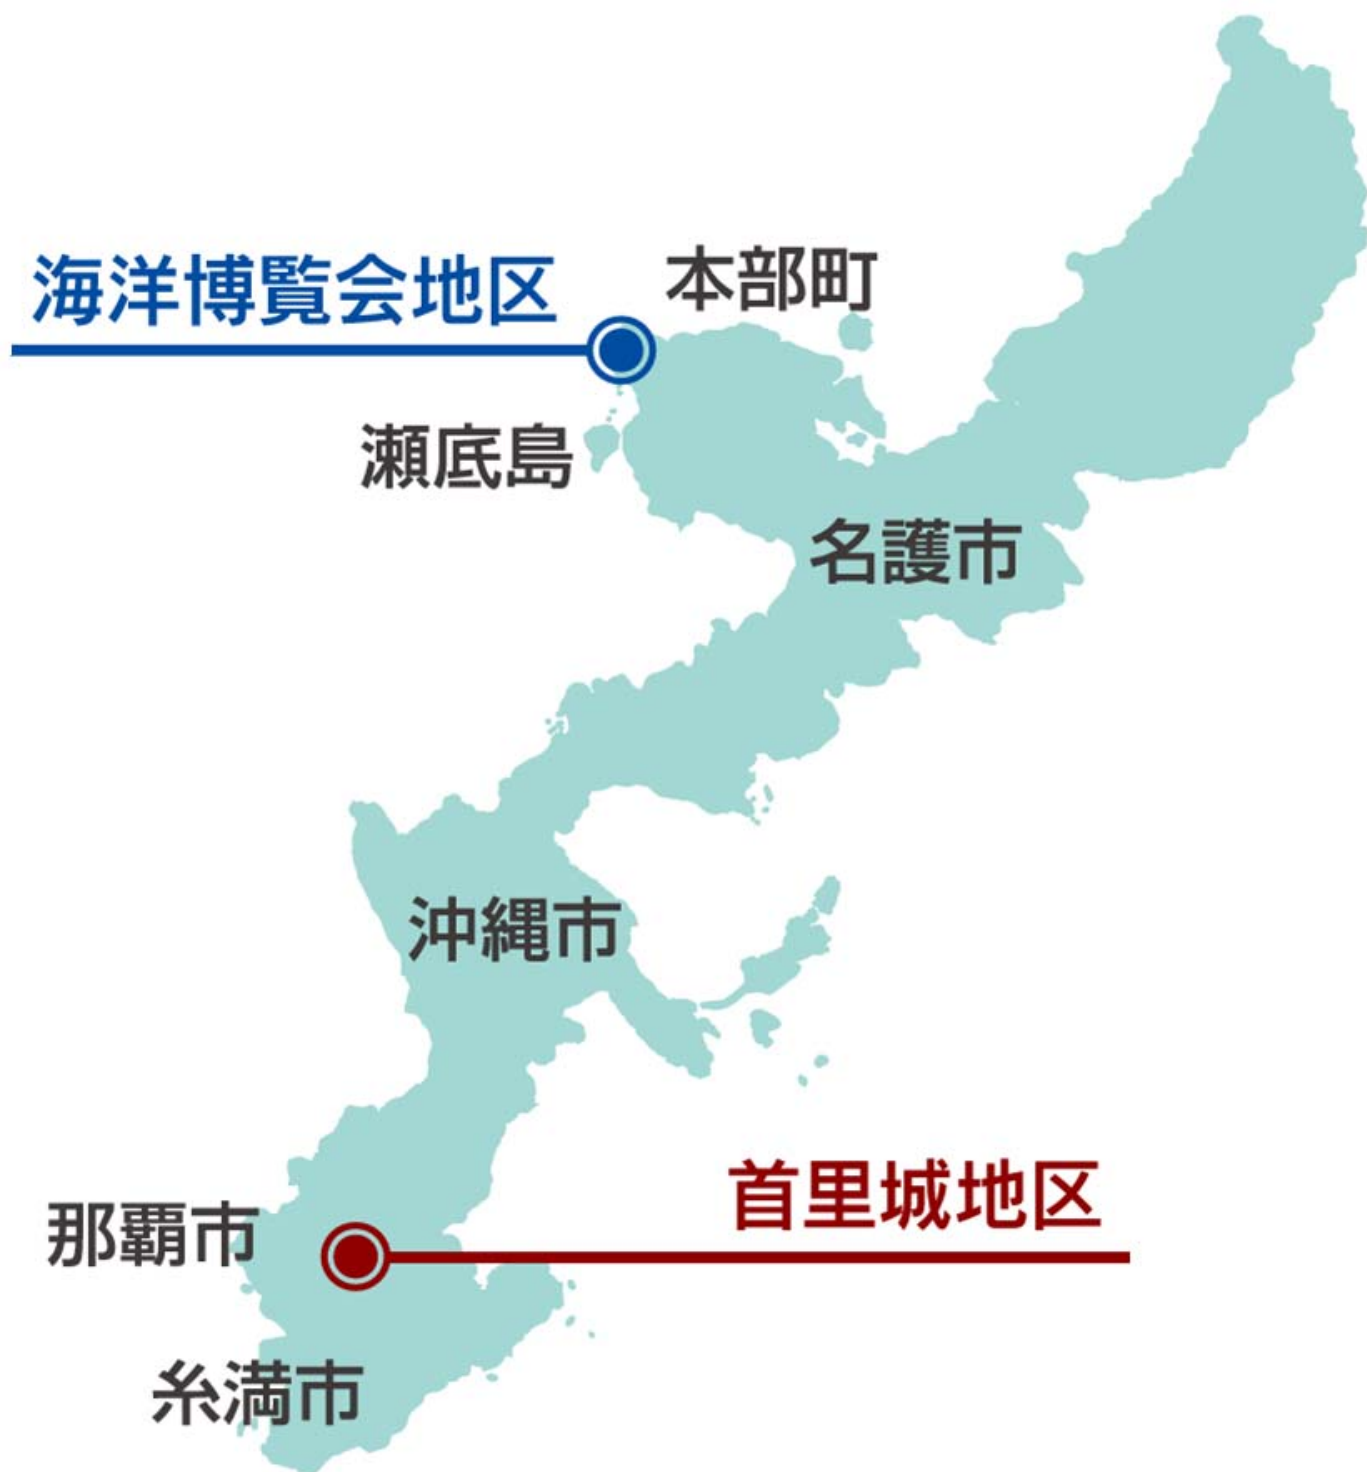 本部町
海洋博覧会地区
瀬底島
名護市
沖縄市
首里城地区
那覇市
糸満市